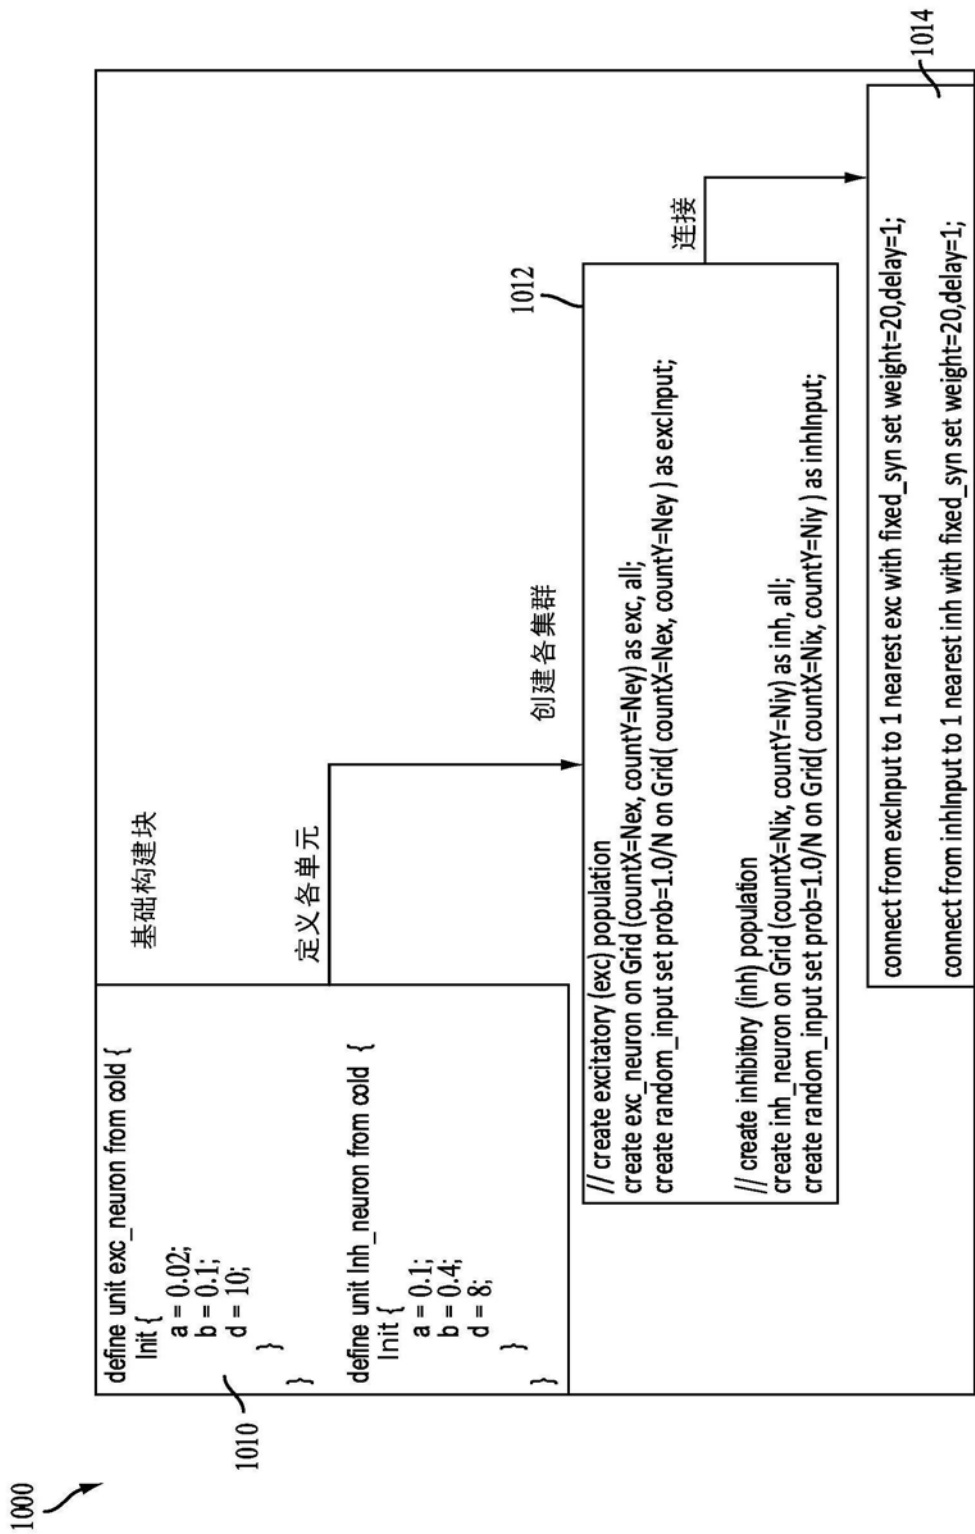 1000
基础构建块
define unit exc_neuron from cold {
Init {
a = 0.02;
b = 0.1;
d = 10;
}
}
1010
define unit Inh_neuron from cold {
Init {
a = 0.1;
b = 0.4;
d = 8;
}
}
定义各单元
创建各集群
1012
// create excitatory (exc) population
create exc_neuron on Grid (countX=Nex, countY=Ney) as exc, all;
create random_input set prob=1.0/N on Grid( countX=Nex, countY=Ney ) as excInput;
// create inhibitory (inh) population
create inh_neuron on Grid (countX=Nix, countY=Niy) as inh, all;
create random_input set prob=1.0/N on Grid( countX=Nix, countY=Niy ) as inhInput;
连接
1014
connect from excInput to 1 nearest exc with fixed_syn set weight=20,delay=1;
connect from inhInput to 1 nearest inh with fixed_syn set weight=20,delay=1;